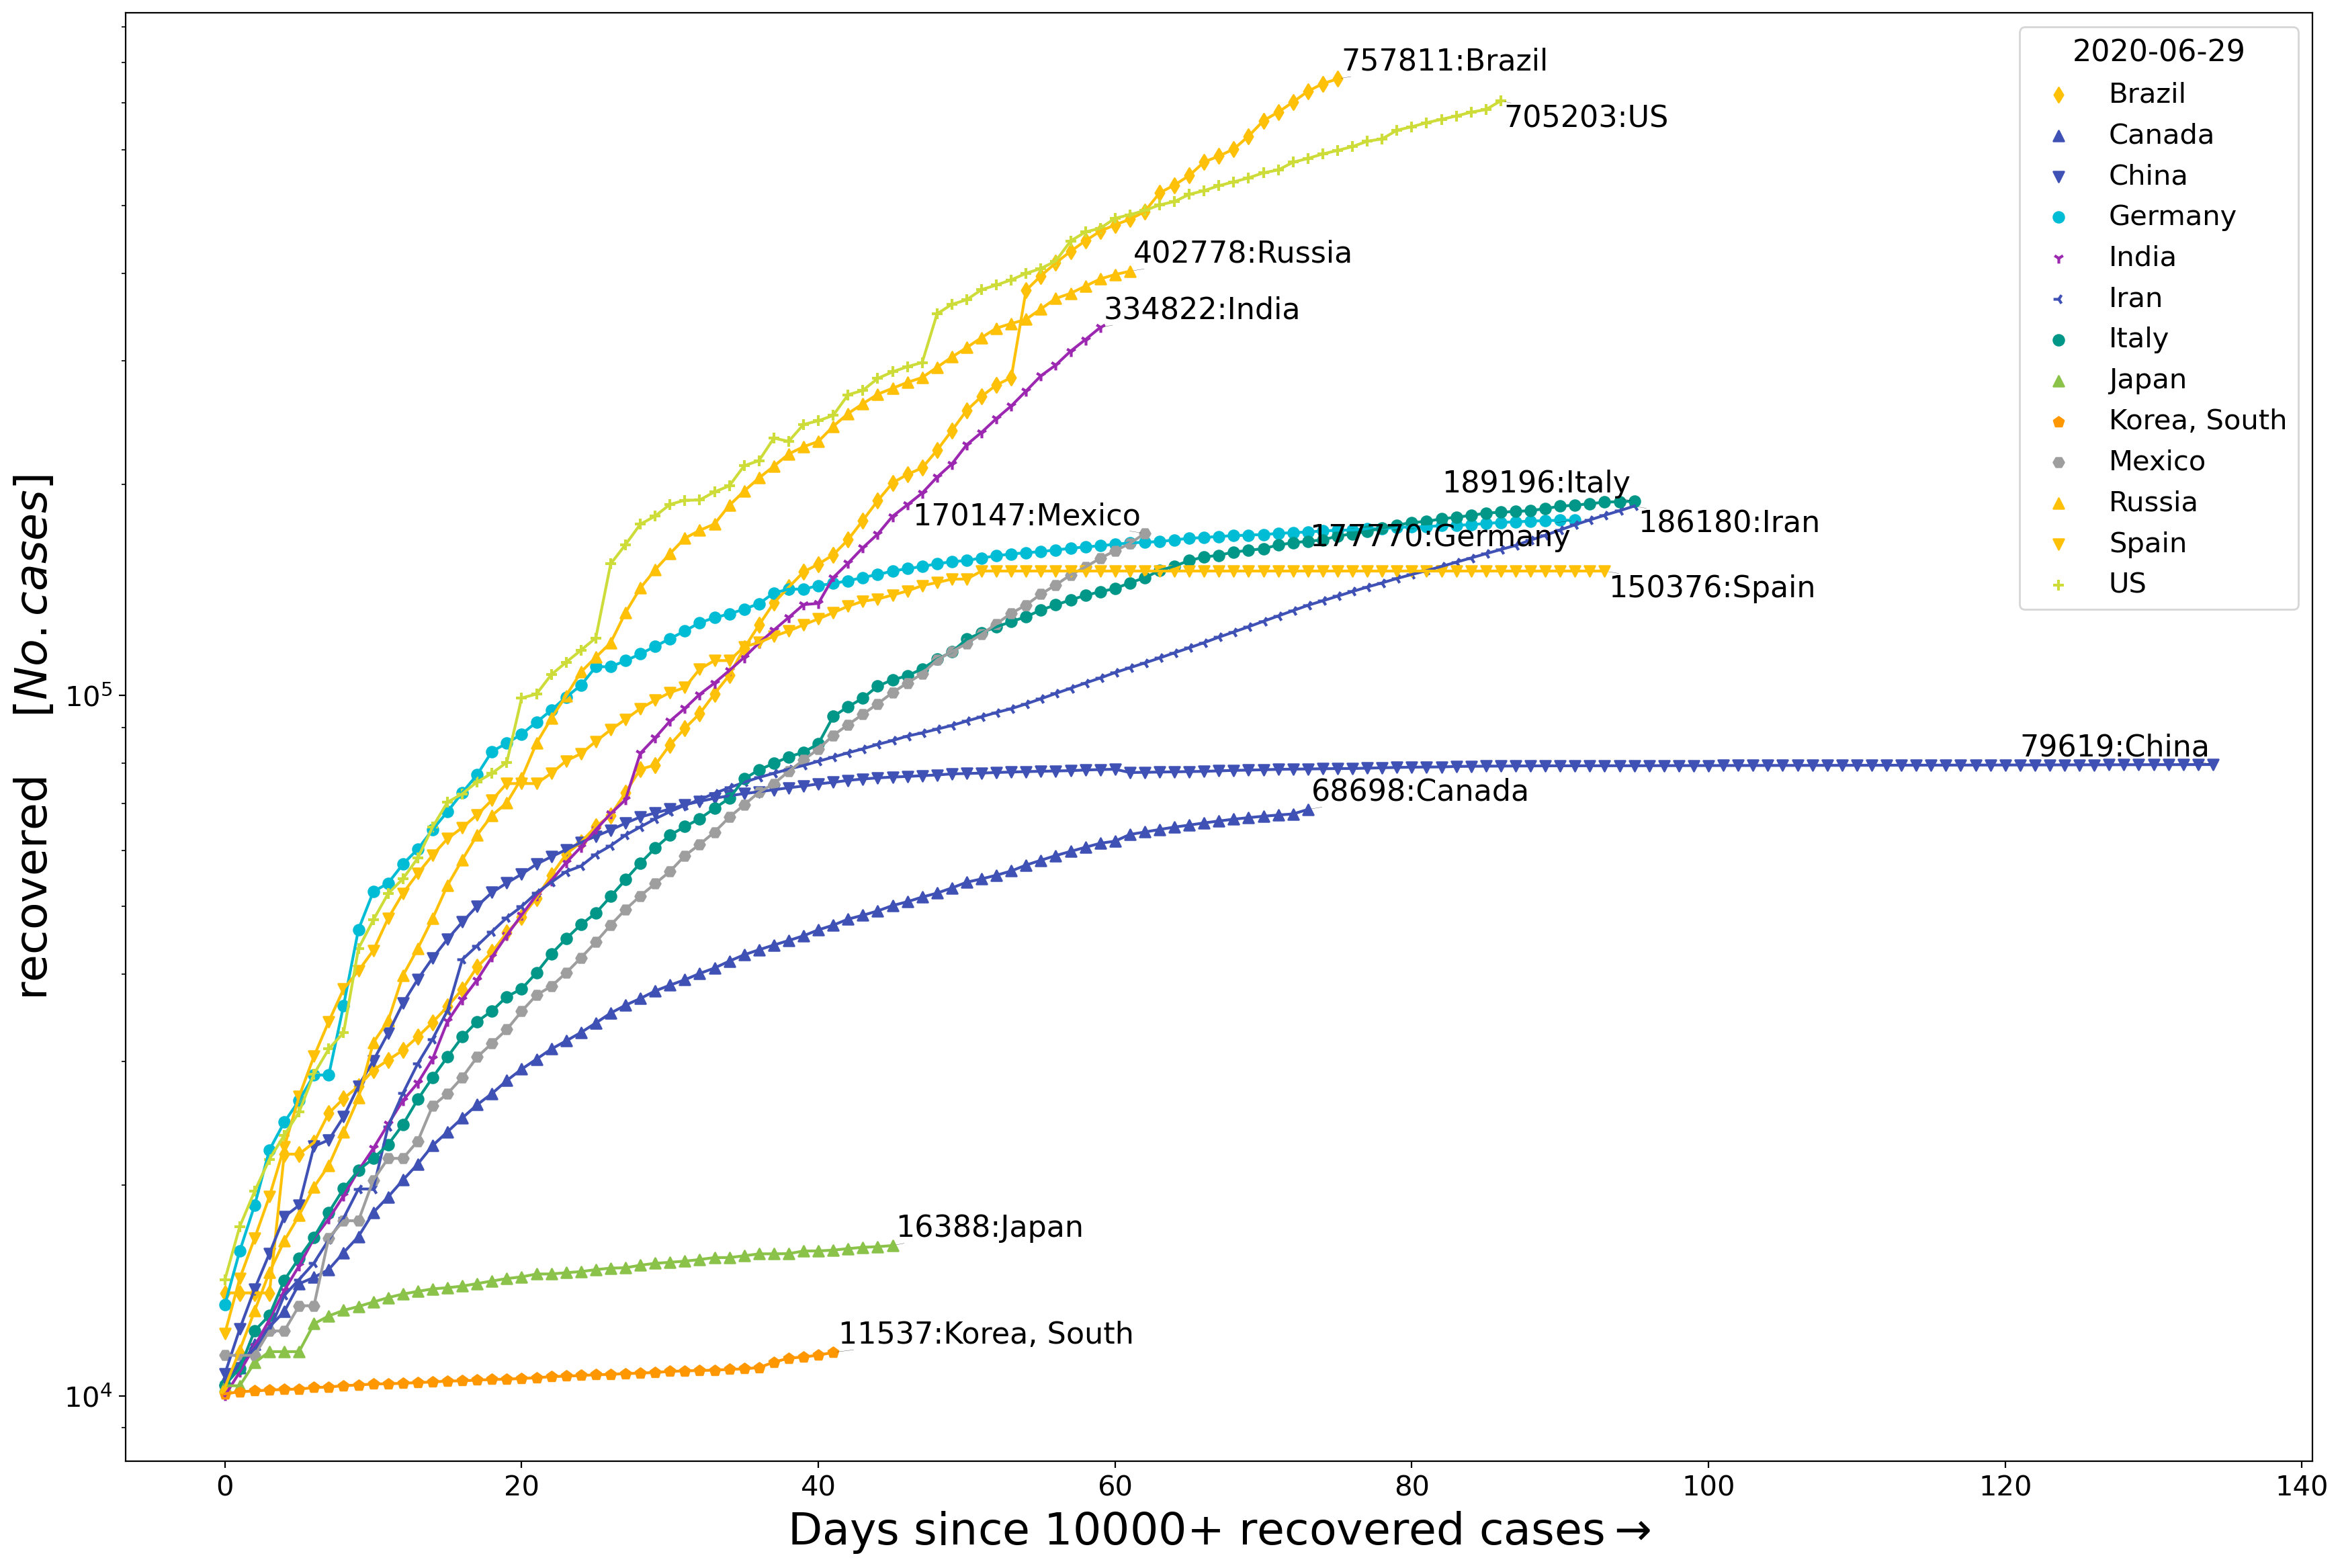 757811:Brazil
705203:US
402778:Russia
334822:India
189196:Italy
170147:Mexico
186180:Iran
177770:Germany
150376:Spain
79619:China
68698:Canada
16388:Japan
11537:Korea, South
2020-06-29
Brazil
Canada
China
Germany
India
Iran
Italy
Japan
Korea, South
Mexico
Russia
Spain
US
recovered [No. cases]
10⁵
10⁴
0 20 40 60 80 100 120 140
Days since 10000+ recovered cases→